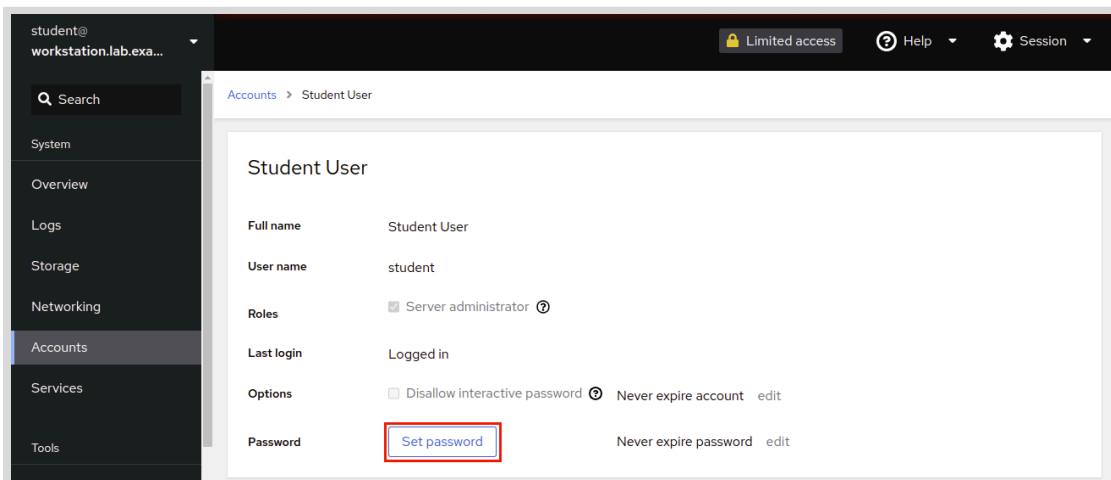 student@
workstation.lab.exa...
Limited access
Help
Session
Search
Accounts > Student User
System
Overview
Logs
Storage
Networking
Accounts
Services
Tools
Student User
Full name Student User
User name student
Roles Server administrator
Last login Logged in
Options Disallow interactive password Never expire account edit
Password Set password Never expire password edit